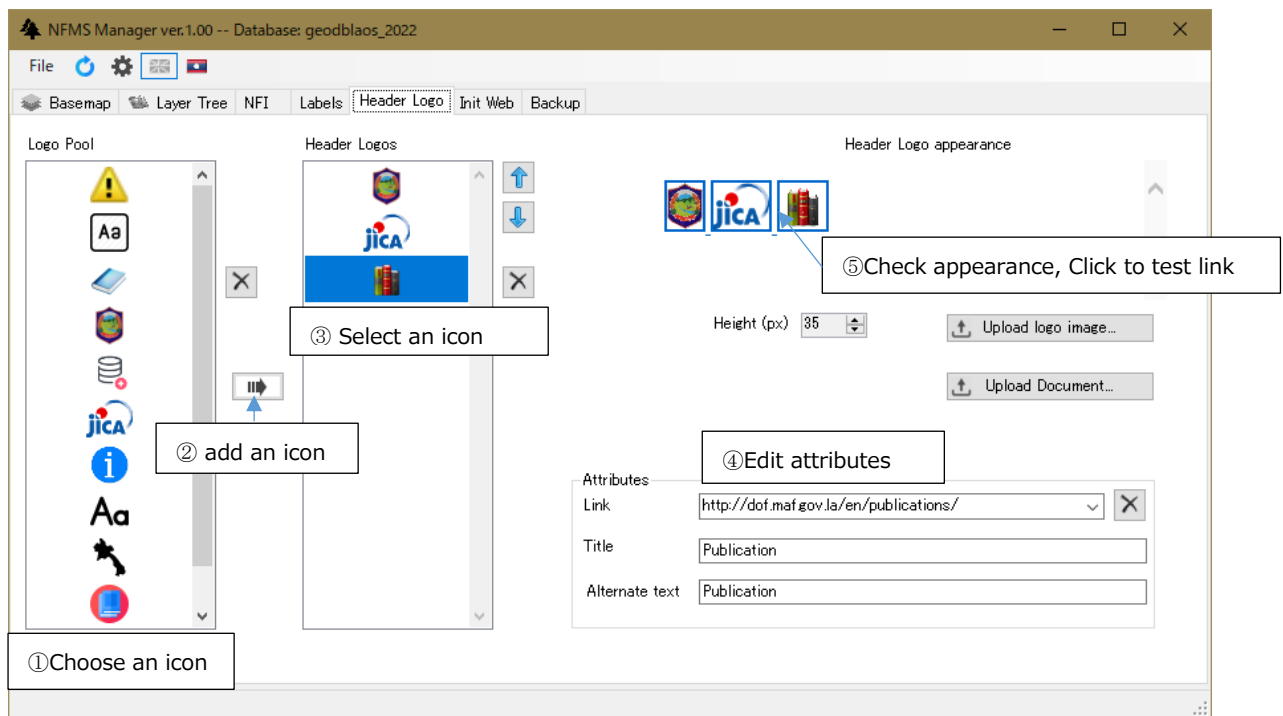 NFMS Manager ver.1.00 -- Database: geodblaos_2022
File
Basemap Layer Tree NFI Labels Header Logo Init Web Backup
Logo Pool
Header Logos
Header Logo appearance
Aa
jica
jica
jica
⑤Check appearance, Click to test link
③ Select an icon
Height (px) 35
Upload logo image...
Upload Document...
② add an icon
i
Aa
④Edit attributes
Attributes
Link http://dof.maf.gov.la/en/publications/
Title Publication
Alternate text Publication
①Choose an icon